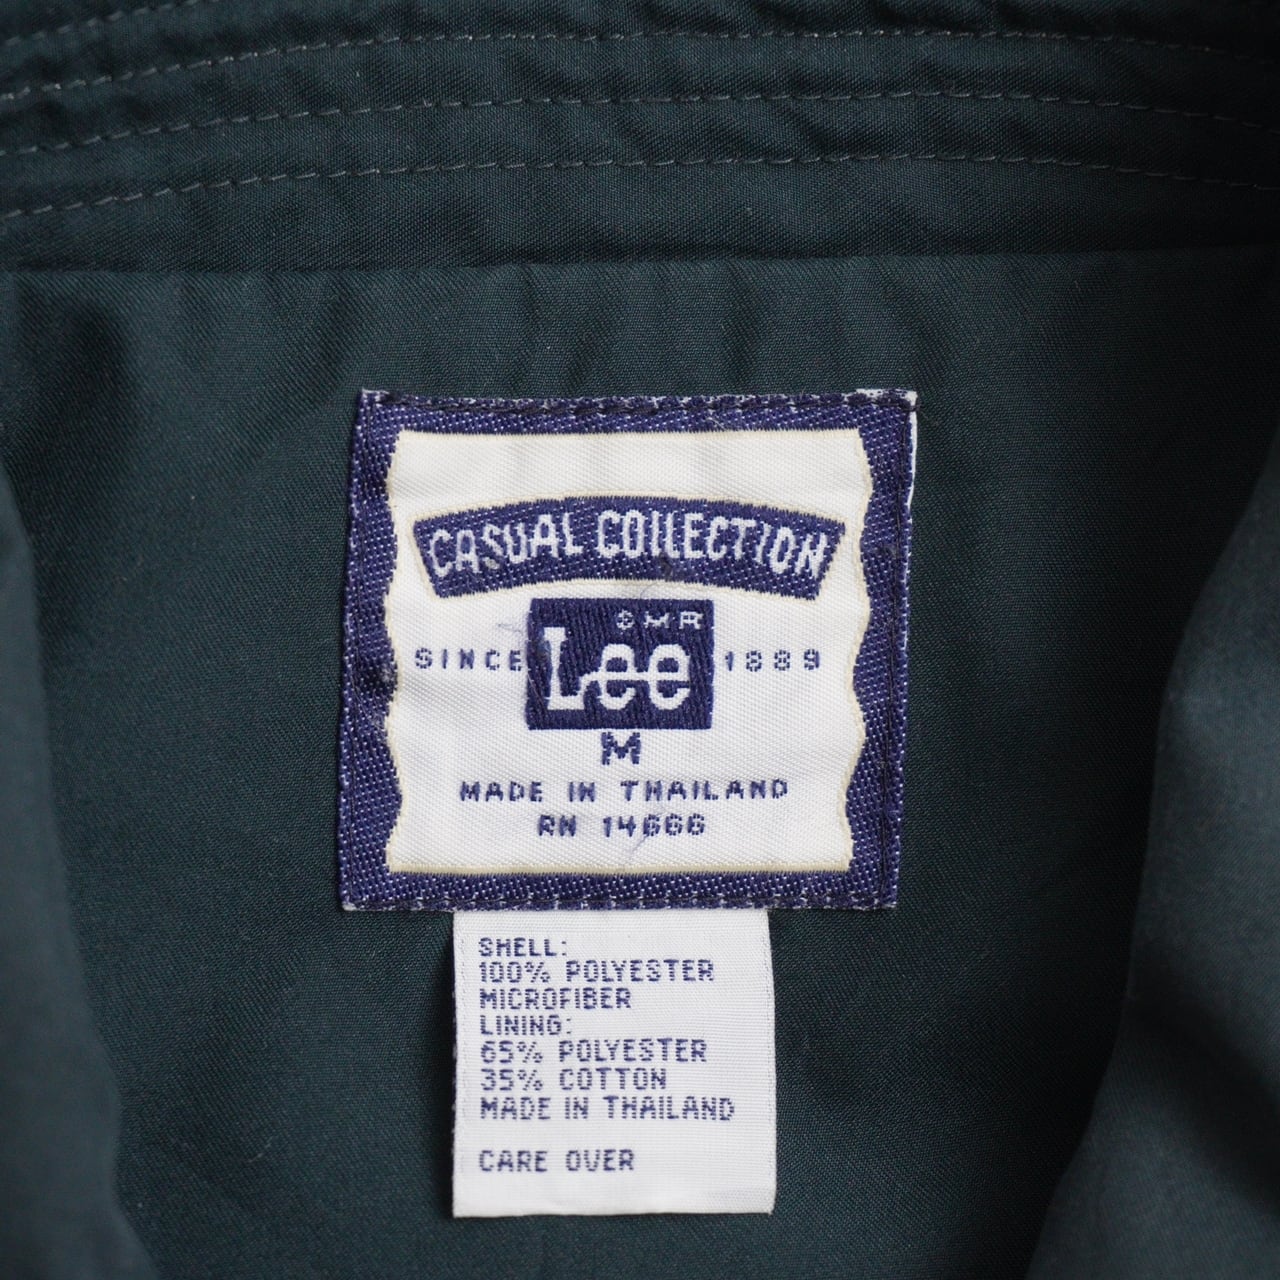 CASUAL COLLECTION
SINCE Lee 1889
M
MADE IN THAILAND
RN 14666
SHELL:
100% POLYESTER
MICROFIBER
LINING:
65% POLYESTER
35% COTTON
MADE IN THAILAND
CARE OVER